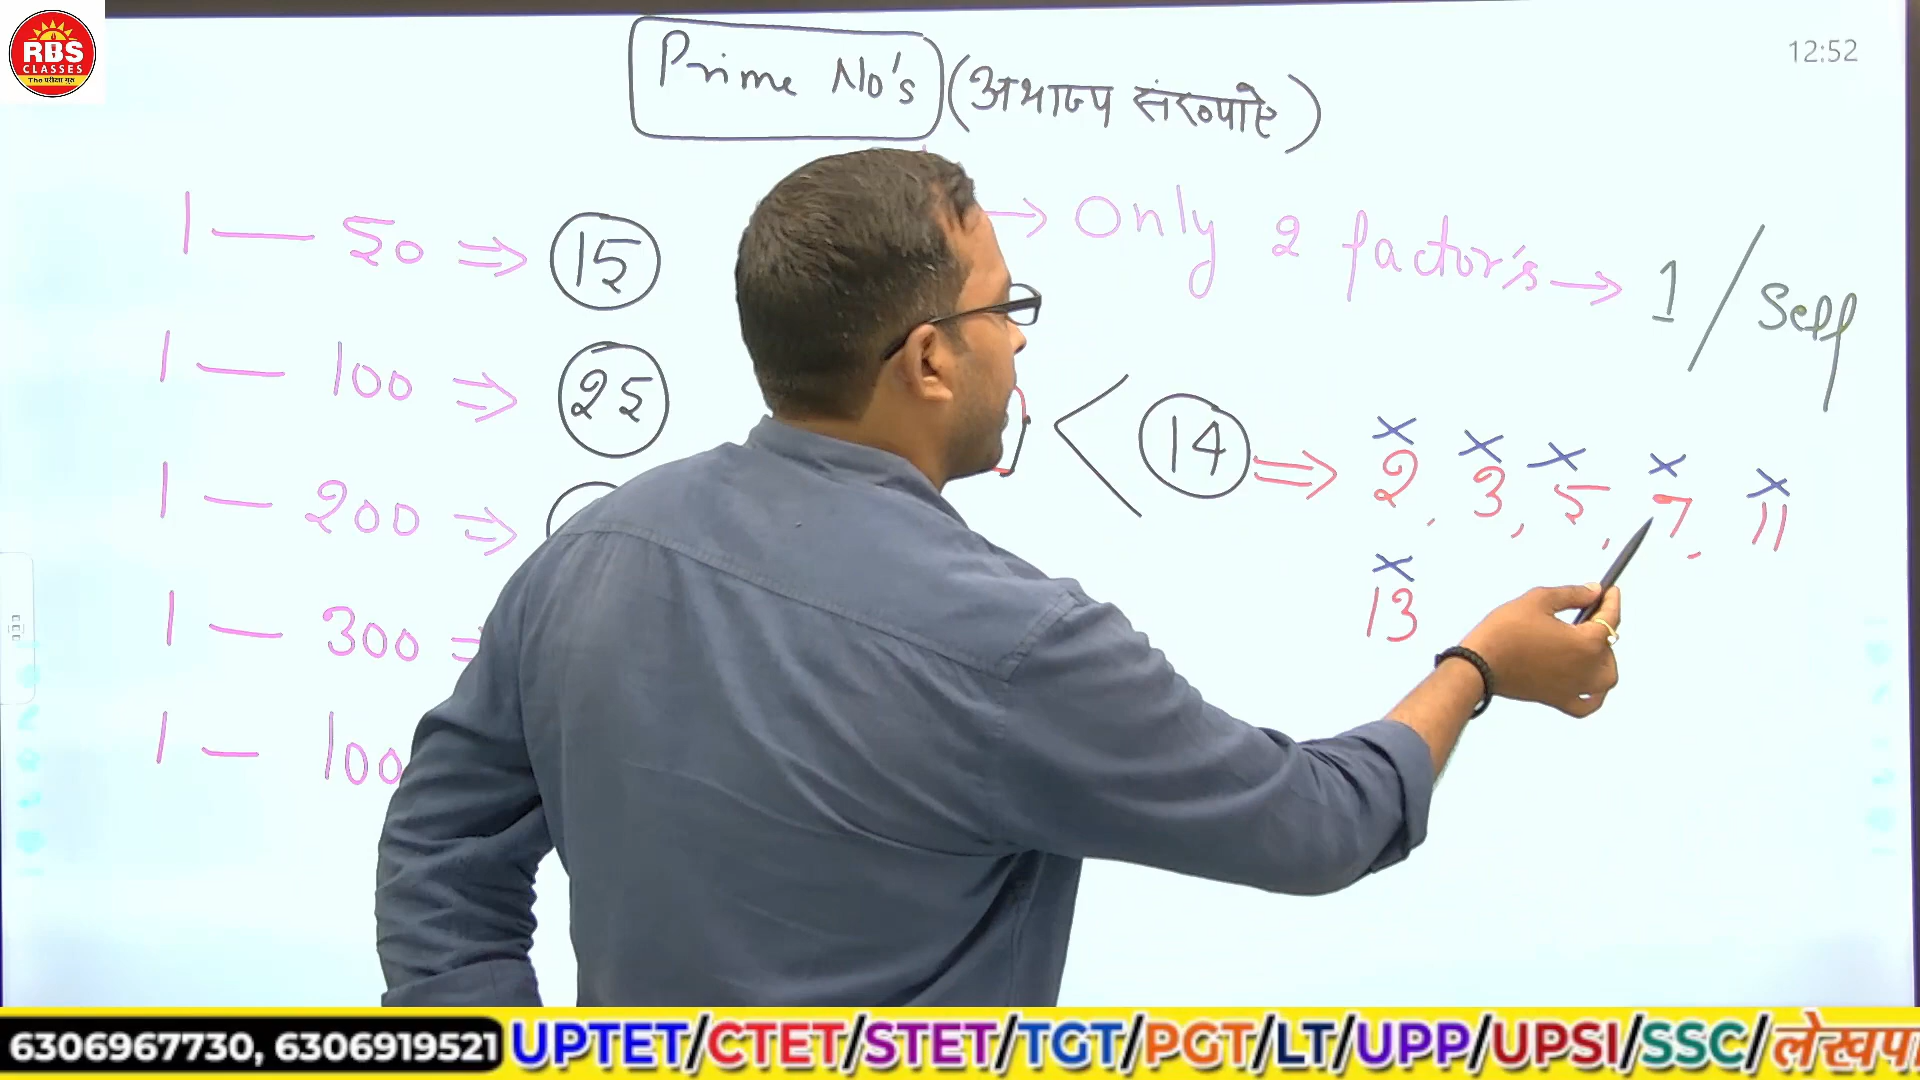 RBS
CLASSES
The परीक्षा गुरु
12:52
Prime No's (अभाज्य संख्याऐ)
1 — 50 ⇒ 15
→ Only 2 factor's → 1 / Self
1 — 100 ⇒ 25
< 14 ⇒ 2, 3, 5, 7, 11
13
1 — 200 ⇒
1 — 300 =
1 — 100
6306967730, 6306919521 UPTET/CTET/STET/TGT/PGT/LT/UPP/UPSI/SSC/लेखपा